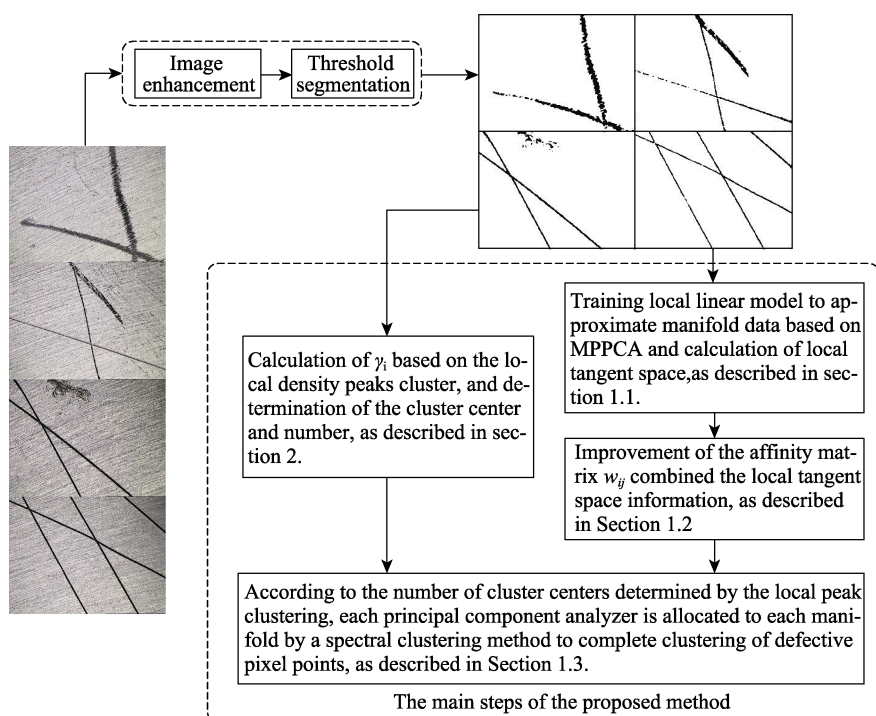 Image
enhancement
Threshold
segmentation
Calculation of γi based on the lo-
cal density peaks cluster, and de-
termination of the cluster center
and number, as described in sec-
tion 2.
Training local linear model to ap-
proximate manifold data based on
MPPCA and calculation of local
tangent space,as described in sec-
tion 1.1.
Improvement of the affinity mat-
rix wij combined the local tangent
space information, as described
in Section 1.2
According to the number of cluster centers determined by the local peak
clustering, each principal component analyzer is allocated to each mani-
fold by a spectral clustering method to complete clustering of defective
pixel points, as described in Section 1.3.
The main steps of the proposed method